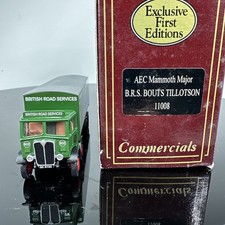 Exclusive
First
Editions
AEC Mammoth Major
B.R.S. BOUTS TILLOTSON
11008
Commercials
BRITISH ROAD SERVICES
BRITISH ROAD SERVICES